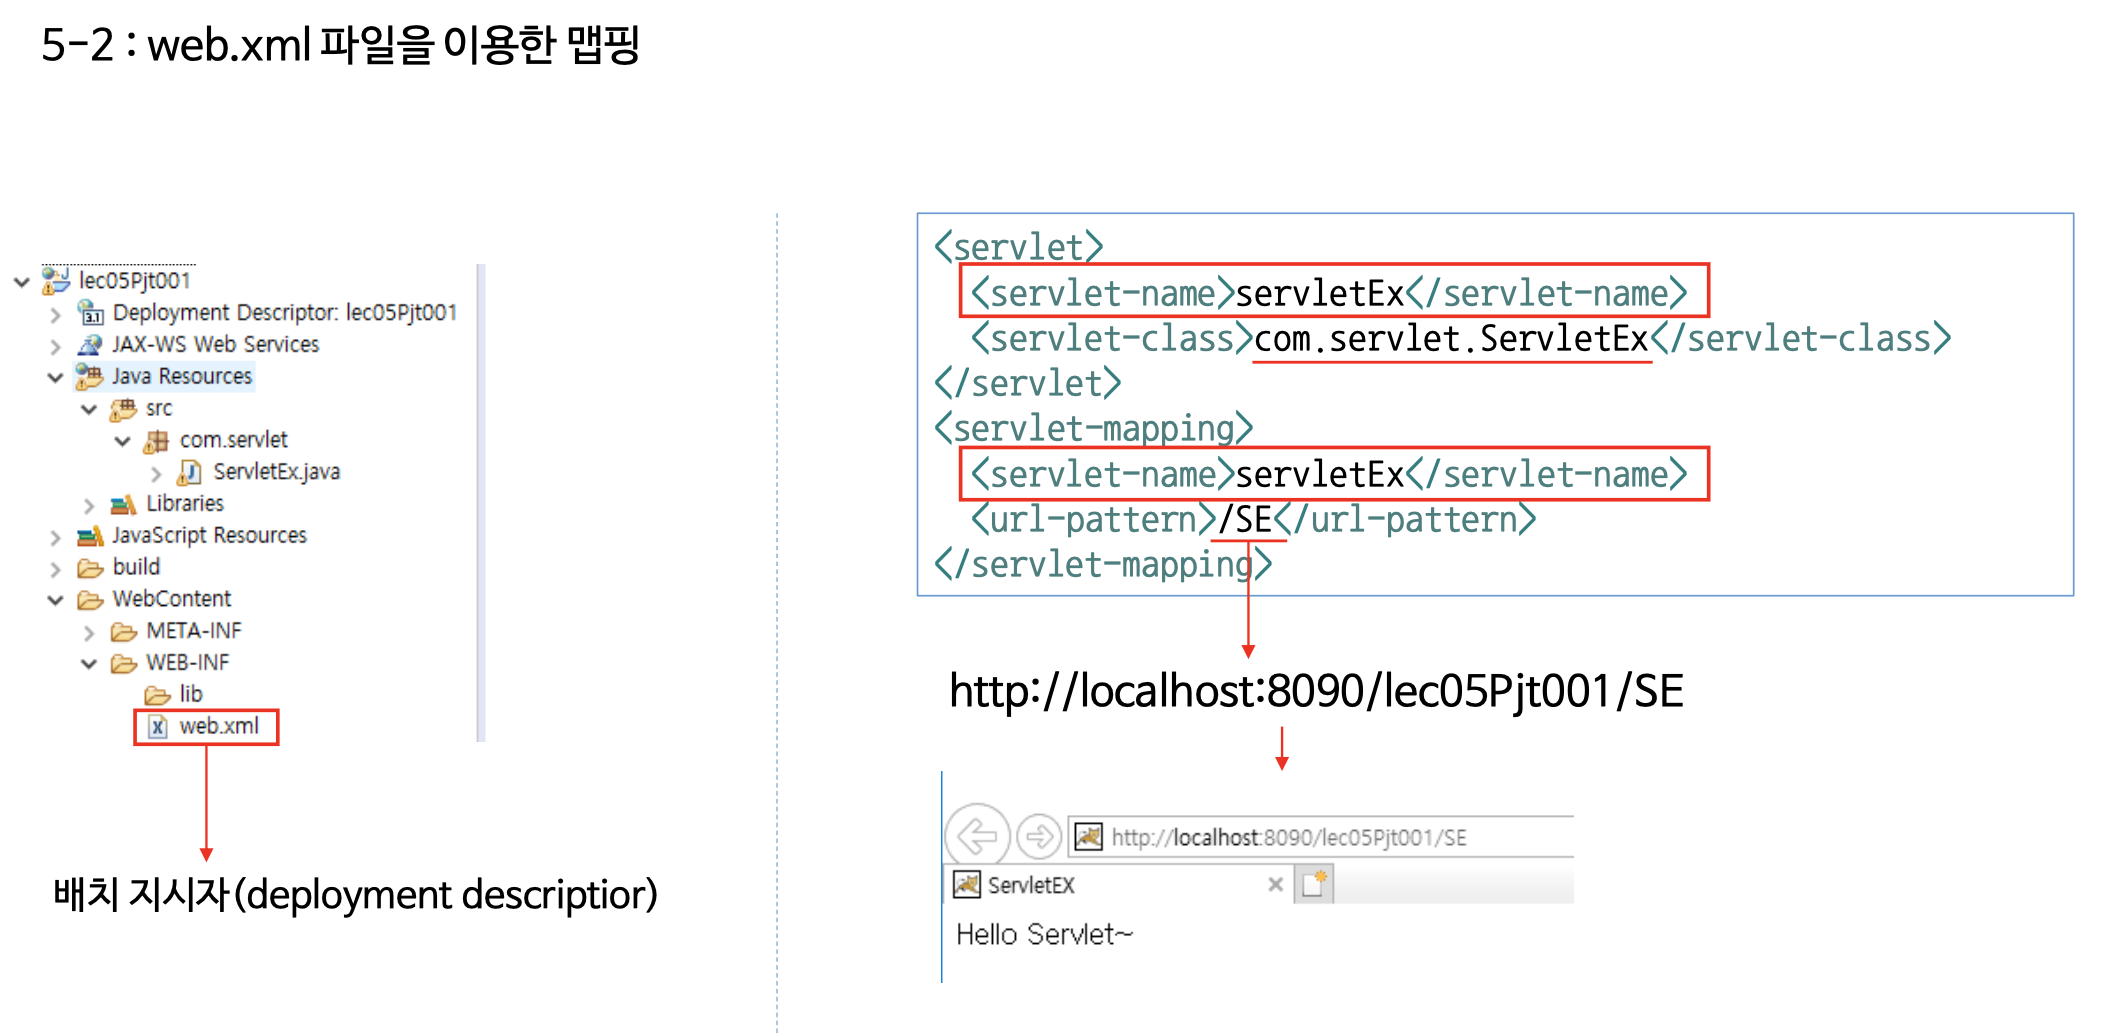 5-2 : web.xml 파일을 이용한 맵핑
lec05Pjt001
Deployment Descriptor: lec05Pjt001
JAX-WS Web Services
Java Resources
src
com.servlet
ServletEx.java
Libraries
JavaScript Resources
build
WebContent
META-INF
WEB-INF
lib
web.xml
배치 지시자(deployment descriptior)
<servlet>
<servlet-name>servletEx</servlet-name>
<servlet-class>com.servlet.ServletEx</servlet-class>
</servlet>
<servlet-mapping>
<servlet-name>servletEx</servlet-name>
<url-pattern>/SE</url-pattern>
</servlet-mapping>
http://localhost:8090/lec05Pjt001/SE
http://localhost:8090/lec05Pjt001/SE
ServletEX
Hello Servlet~